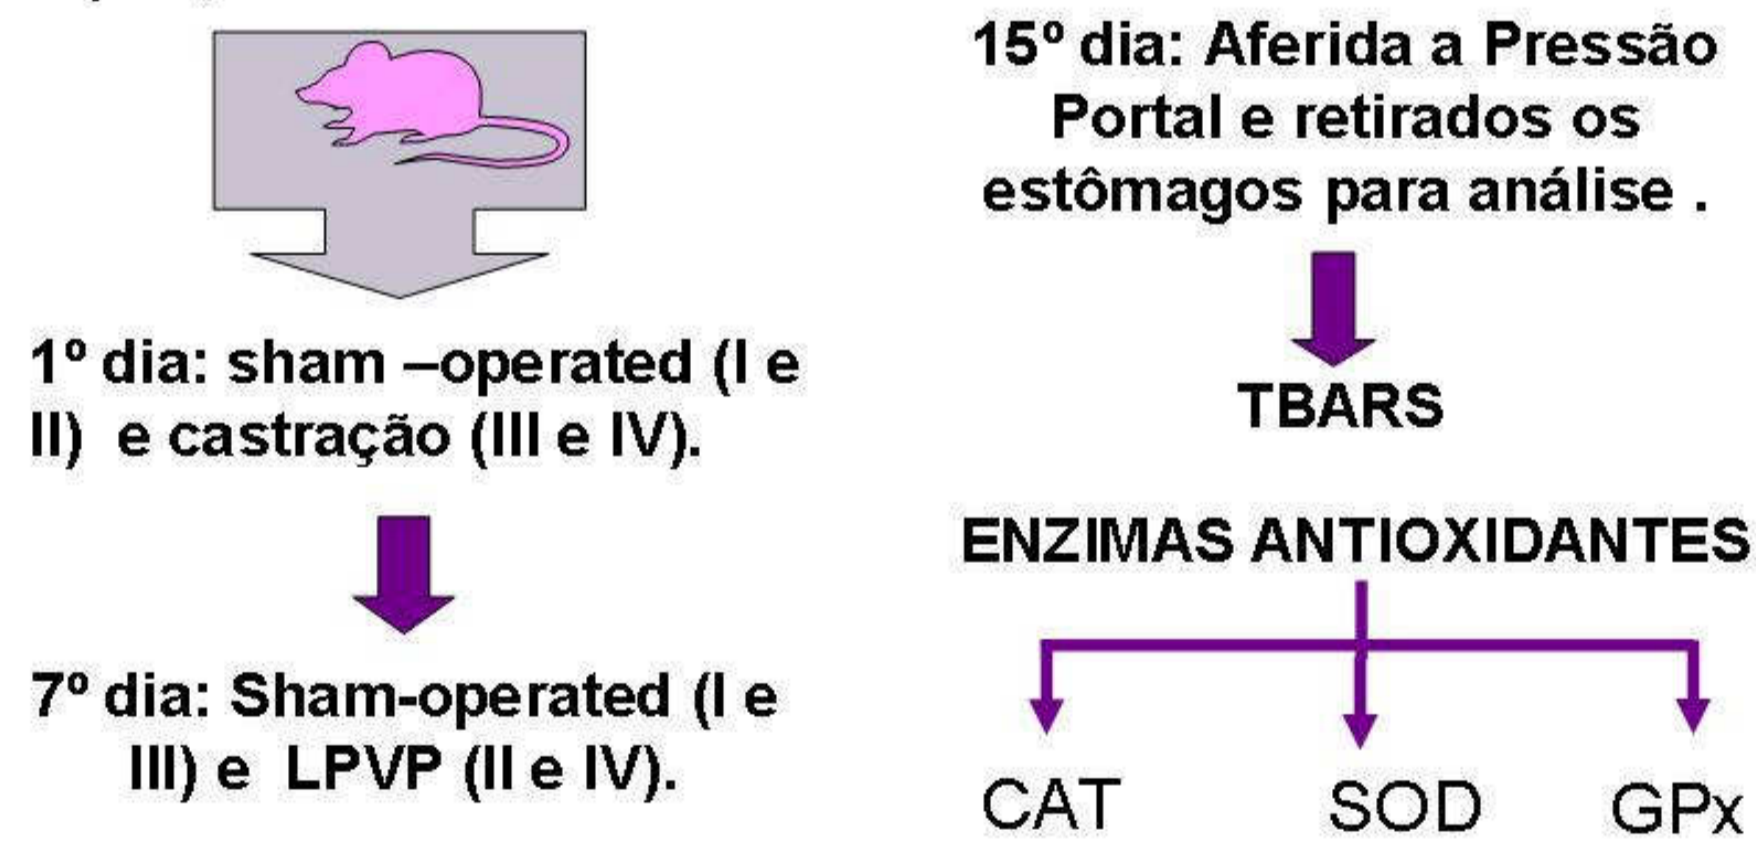 1º dia: sham –operated (I e
II) e castração (III e IV).
7º dia: Sham-operated (I e
III) e LPVP (II e IV).
15º dia: Aferida a Pressão
Portal e retirados os
estômagos para análise .
TBARS
ENZIMAS ANTIOXIDANTES
CAT SOD GPx